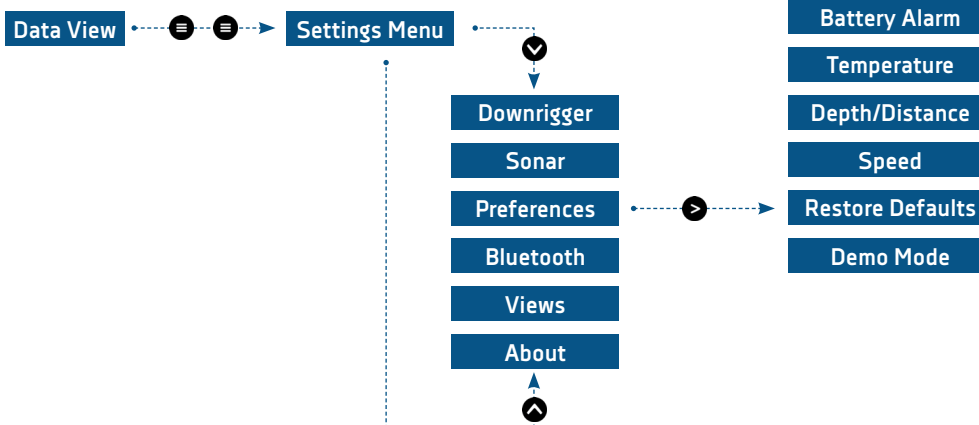 Data View
Settings Menu
Downrigger
Sonar
Preferences
Bluetooth
Views
About
Battery Alarm
Temperature
Depth/Distance
Speed
Restore Defaults
Demo Mode